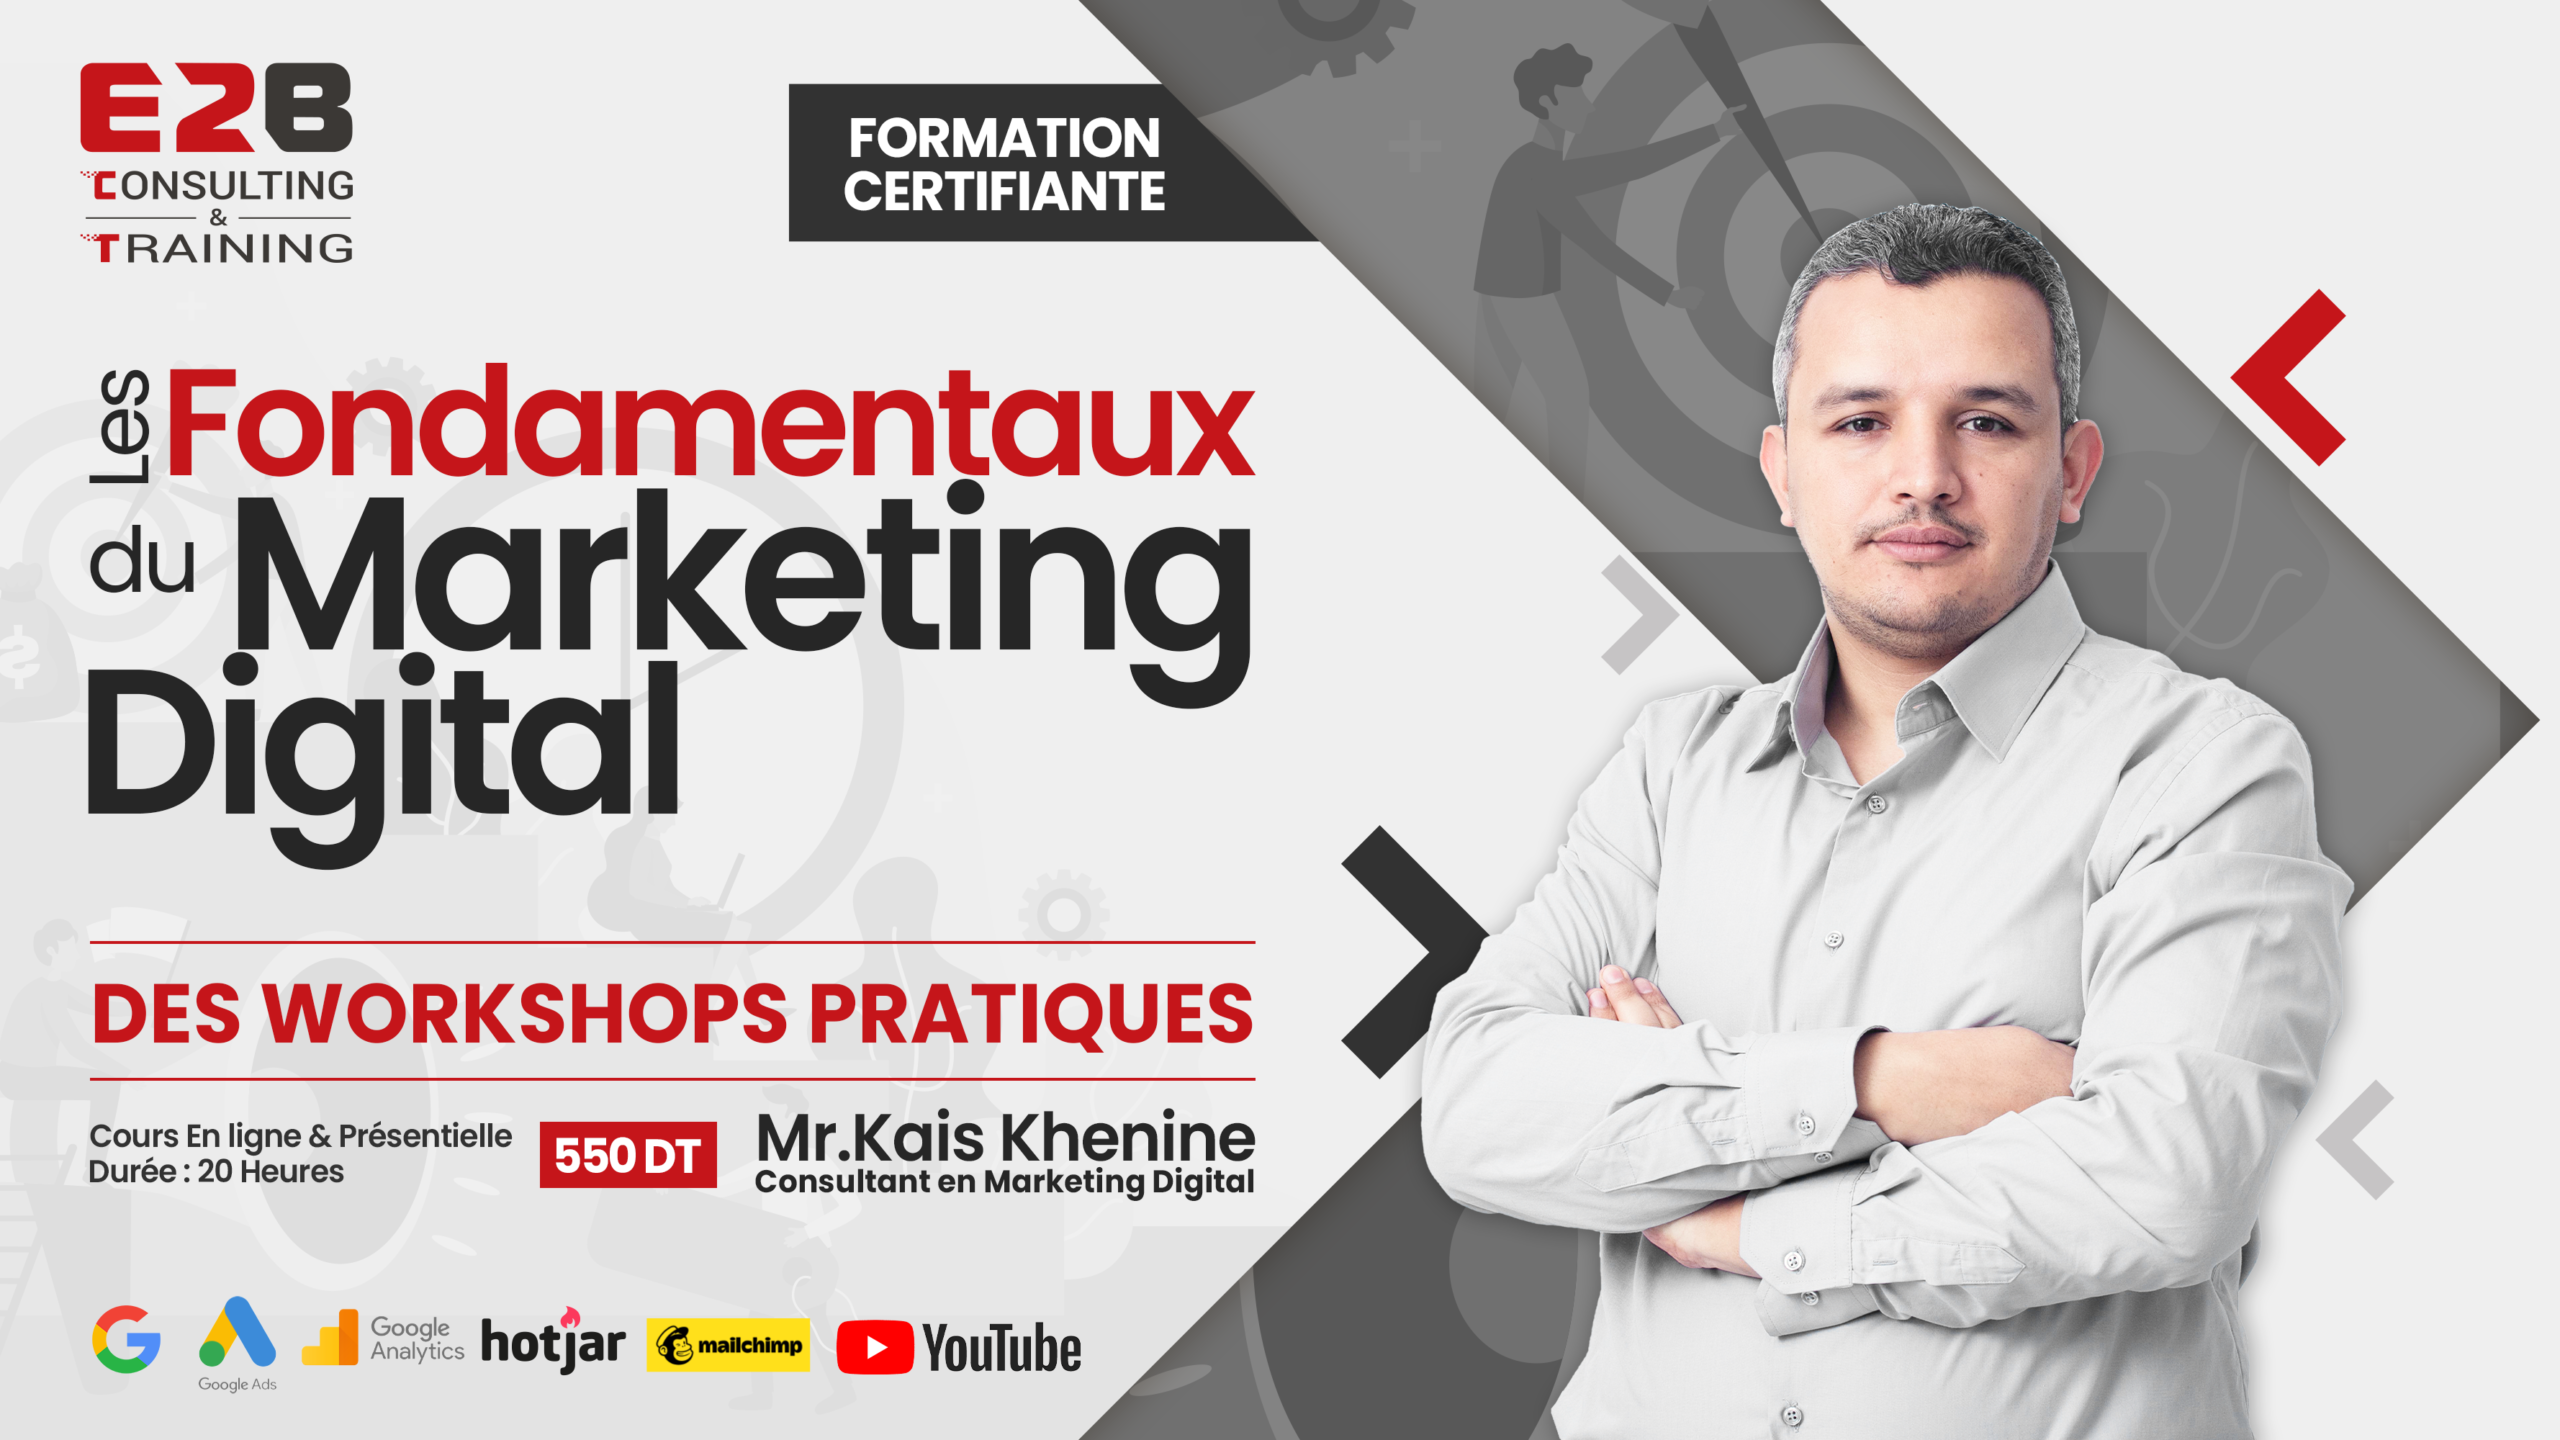 E2B
CONSULTING
&
TRAINING
FORMATION
CERTIFIANTE
Les Fondamentaux
du Marketing
Digital
DES WORKSHOPS PRATIQUES
Cours En ligne & Présentielle
Durée : 20 Heures
550 DT
Mr.Kais Khenine
Consultant en Marketing Digital
G
Google Ads
Google
Analytics
hotjar
mailchimp
YouTube